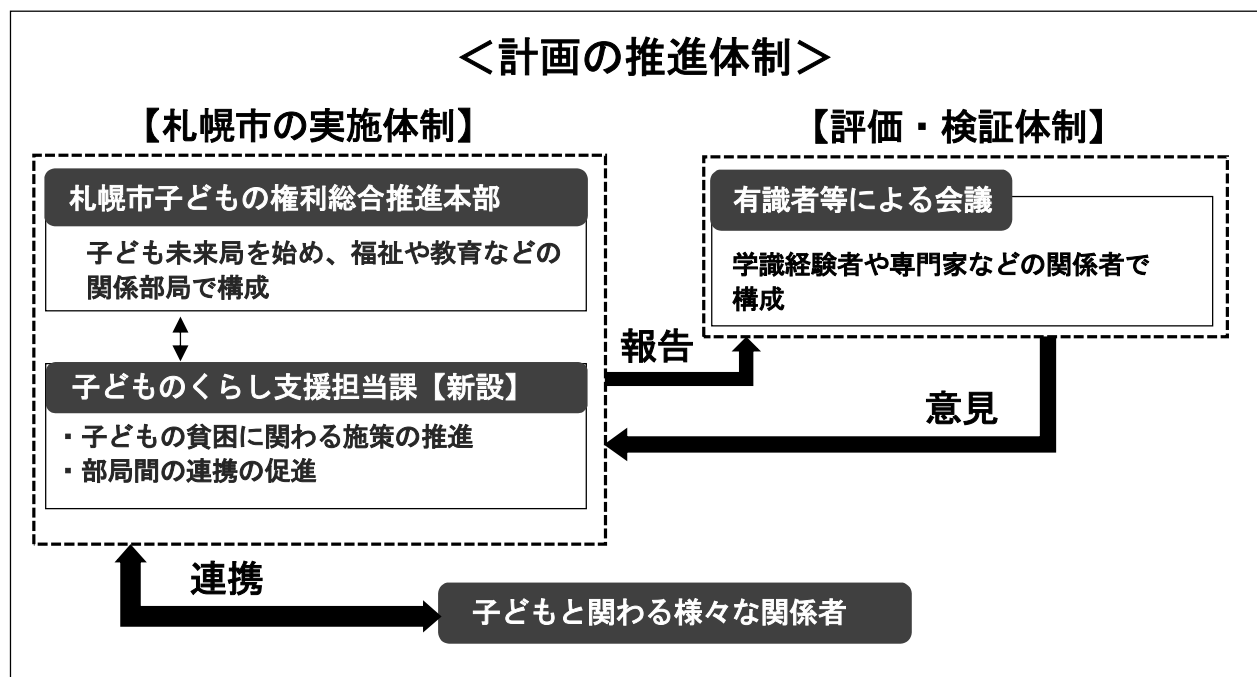 ＜計画の推進体制＞
【札幌市の実施体制】
札幌市子どもの権利総合推進本部
子ども未来局を始め、福祉や教育などの
関係部局で構成
子どものくらし支援担当課【新設】
・子どもの貧困に関わる施策の推進
・部局間の連携の促進
【評価・検証体制】
有識者等による会議
学識経験者や専門家などの関係者で
構成
報告
意見
連携
子どもと関わる様々な関係者